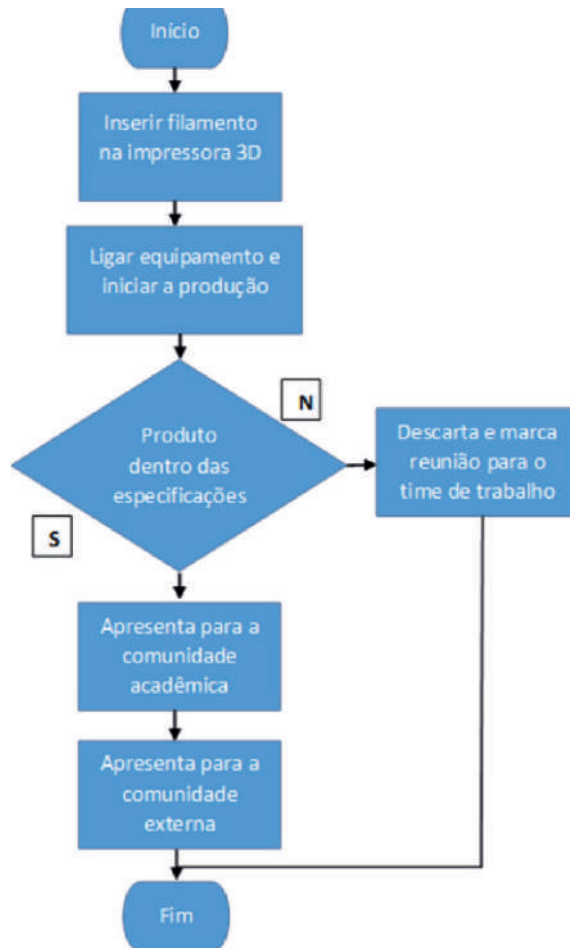 Início
Inserir filamento
na impressora 3D
Ligar equipamento e
iniciar a produção
N
Produto
dentro das
especificações
Descarta e marca
reunião para o
time de trabalho
S
Apresenta para a
comunidade
acadêmica
Apresenta para a
comunidade
externa
Fim